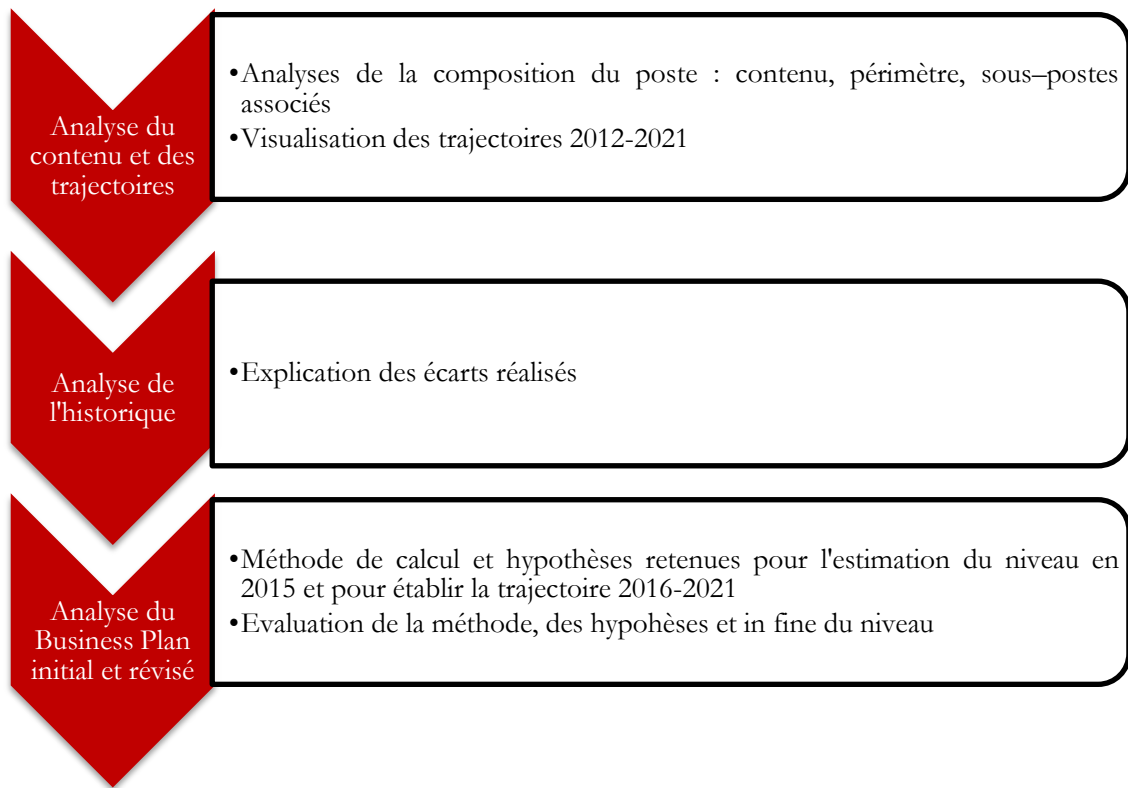 Analyse du
contenu et des
trajectoires
•Analyses de la composition du poste : contenu, périmètre, sous–postes
associés
•Visualisation des trajectoires 2012-2021
Analyse de
l'historique
•Explication des écarts réalisés
Analyse du
Business Plan
initial et révisé
•Méthode de calcul et hypothèses retenues pour l'estimation du niveau en
2015 et pour établir la trajectoire 2016-2021
•Evaluation de la méthode, des hypohèses et in fine du niveau